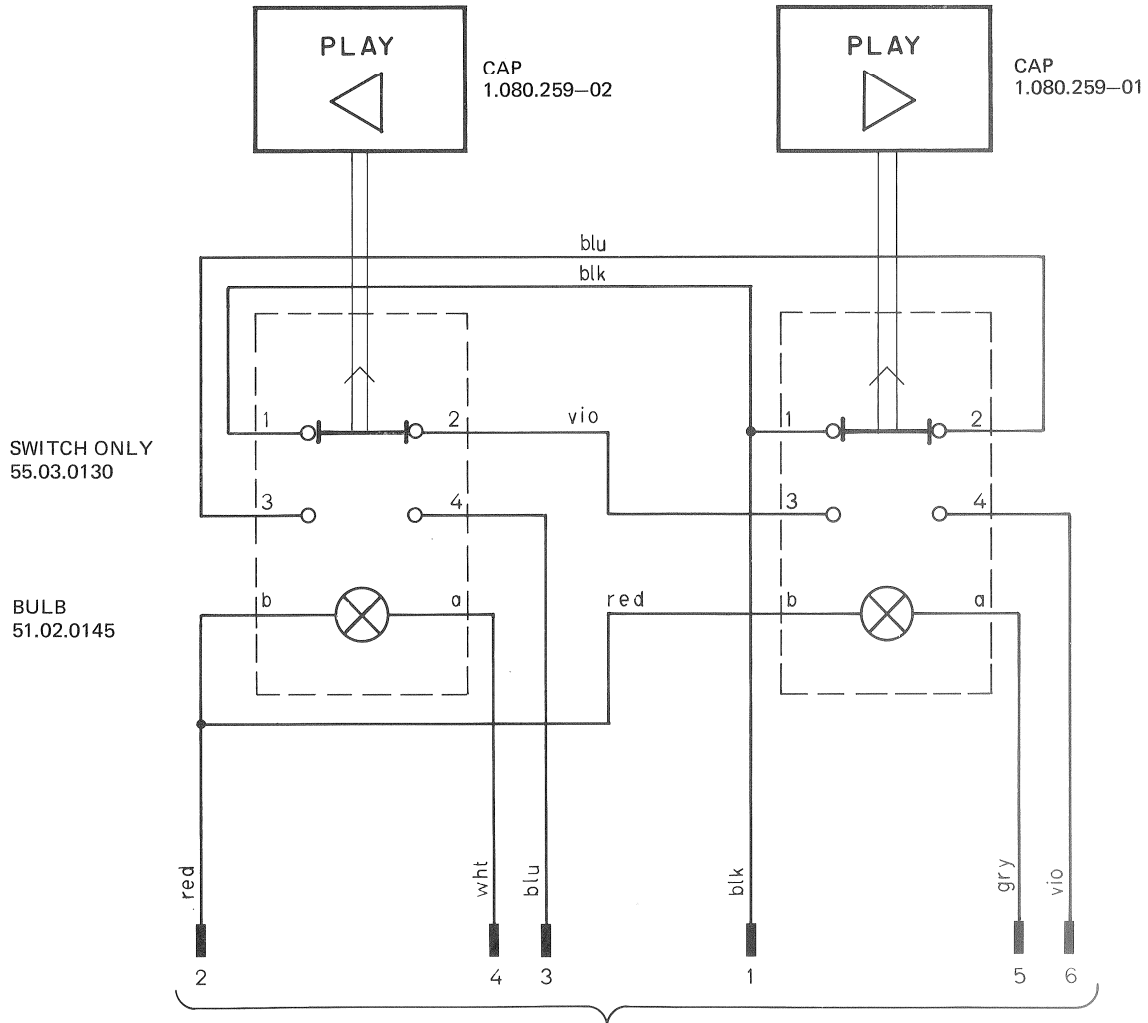 PLAY
CAP
1.080.259—02
PLAY
CAP
1.080.259—01
blu
blk
1
2
vio
1
2
SWITCH ONLY
55.03.0130
3
4
3
4
BULB
51.02.0145
b
a
red
b
a
red
wht
blu
blk
gry
vio
2
4
3
1
5
6